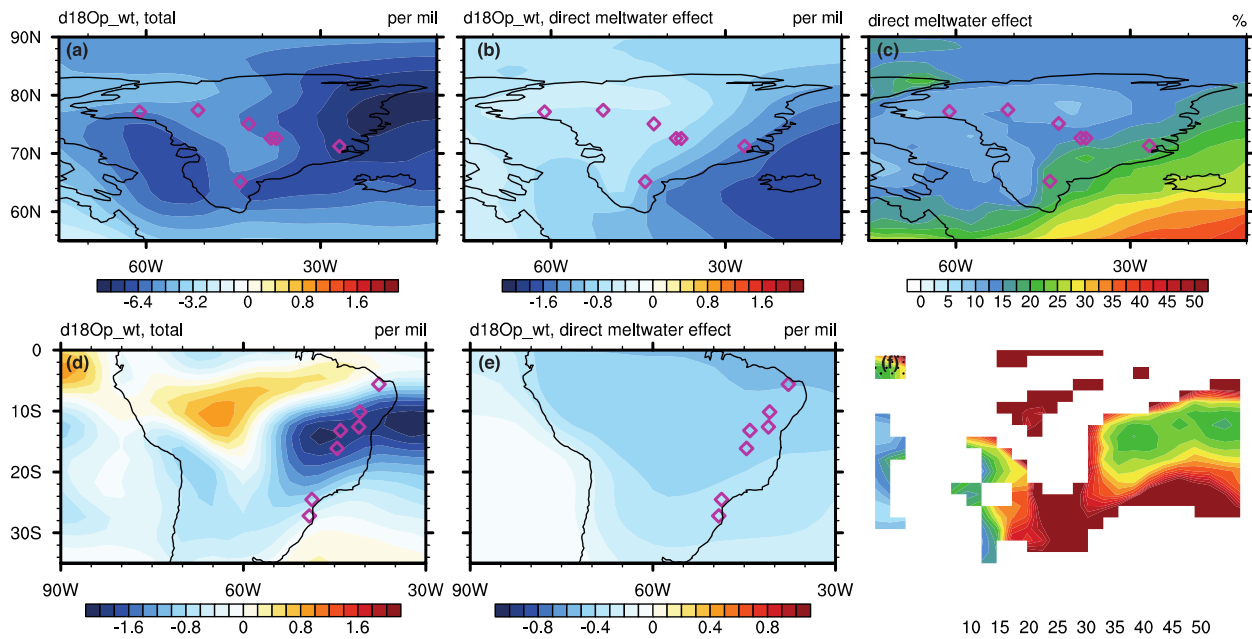 d18Op_wt, total per mil
d18Op_wt, direct meltwater effect per mil
direct meltwater effect %
90N (a) (b) (c)
80N
70N
60N
60W 30W 60W 30W 60W 30W
-6.4 -3.2 0 0.8 1.6
-1.6 -0.8 0 0.8 1.6
0 5 10 15 20 25 30 35 40 45 50
d18Op_wt, total per mil
d18Op_wt, direct meltwater effect per mil
0 (d) (e) (f)
10S
20S
30S
90W 60W 30W 90W 60W 30W
-1.6 -0.8 0 0.8 1.6
-0.8 -0.4 0 0.4 0.8
10 15 20 25 30 35 40 45 50